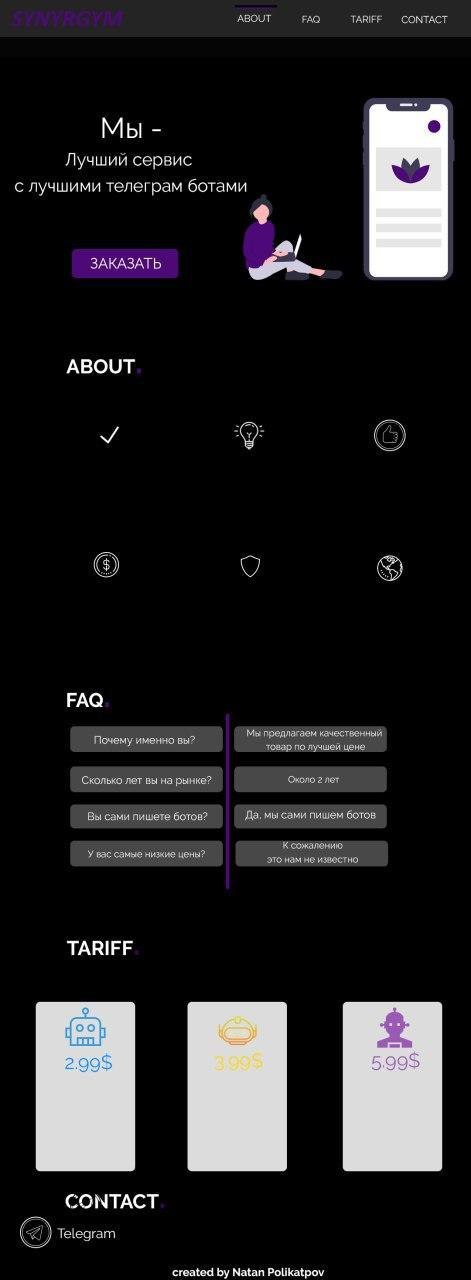 SYNYRGYM
ABOUT FAQ TARIFF CONTACT
Мы -
Лучший сервис
с лучшими телеграм ботами
ЗАКАЗАТЬ
ABOUT.
FAQ.
Почему именно вы?
Мы предлагаем качественный
товар по лучшей цене
Сколько лет вы на рынке?
Около 2 лет
Вы сами пишете ботов?
Да, мы сами пишем ботов
У вас самые низкие цены?
К сожалению
это нам не известно
TARIFF.
2.99$
3.99$
5.99$
CONTACT.
Telegram
created by Natan Polikatpov